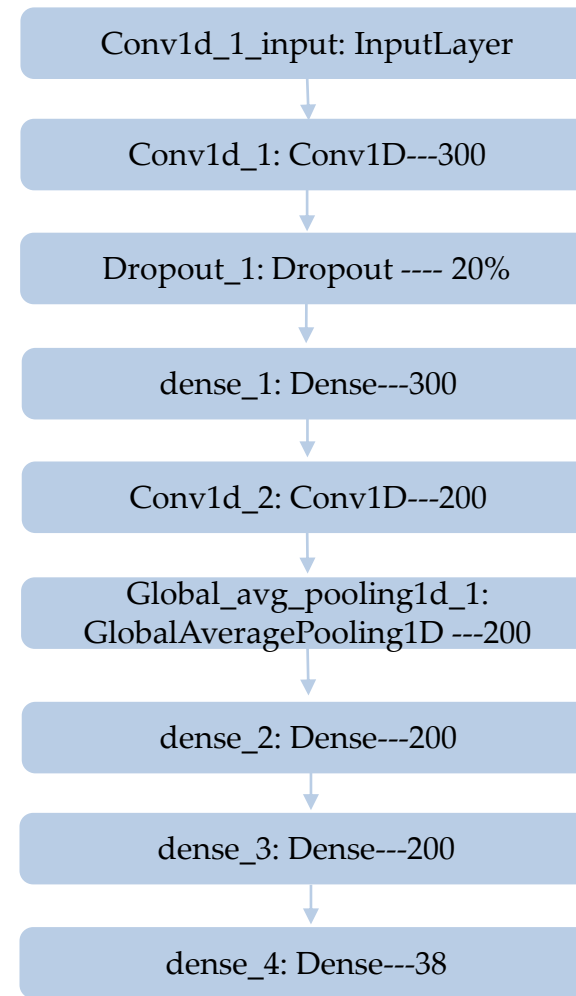 Conv1d_1_input: InputLayer
Conv1d_1: Conv1D---300
Dropout_1: Dropout ---- 20%
dense_1: Dense---300
Conv1d_2: Conv1D---200
Global_avg_pooling1d_1:
GlobalAveragePooling1D ---200
dense_2: Dense---200
dense_3: Dense---200
dense_4: Dense---38